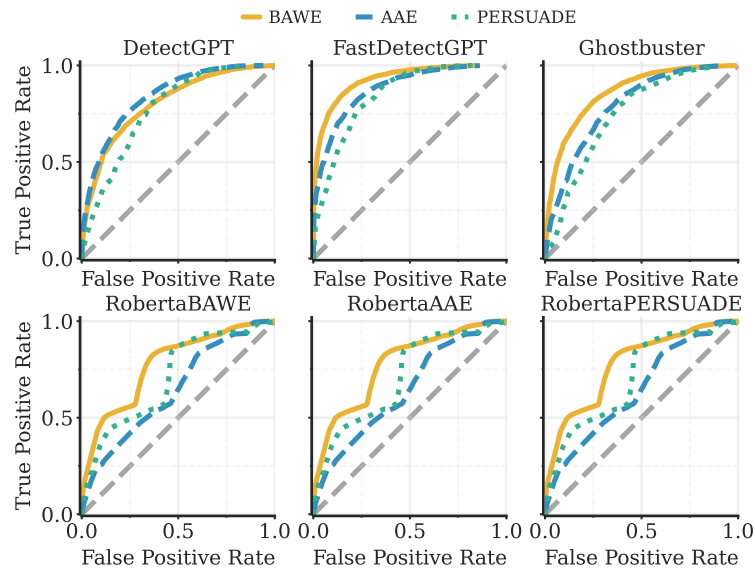 BAWE AAE PERSUADE
DetectGPT FastDetectGPT Ghostbuster
True Positive Rate
1.0
0.5
0.0
False Positive Rate False Positive Rate False Positive Rate
RobertaBAWE RobertaAAE RobertaPERSUADE
True Positive Rate
1.0
0.5
0.0
0.0 0.5 1.0 0.0 0.5 1.0 0.0 0.5 1.0
False Positive Rate False Positive Rate False Positive Rate